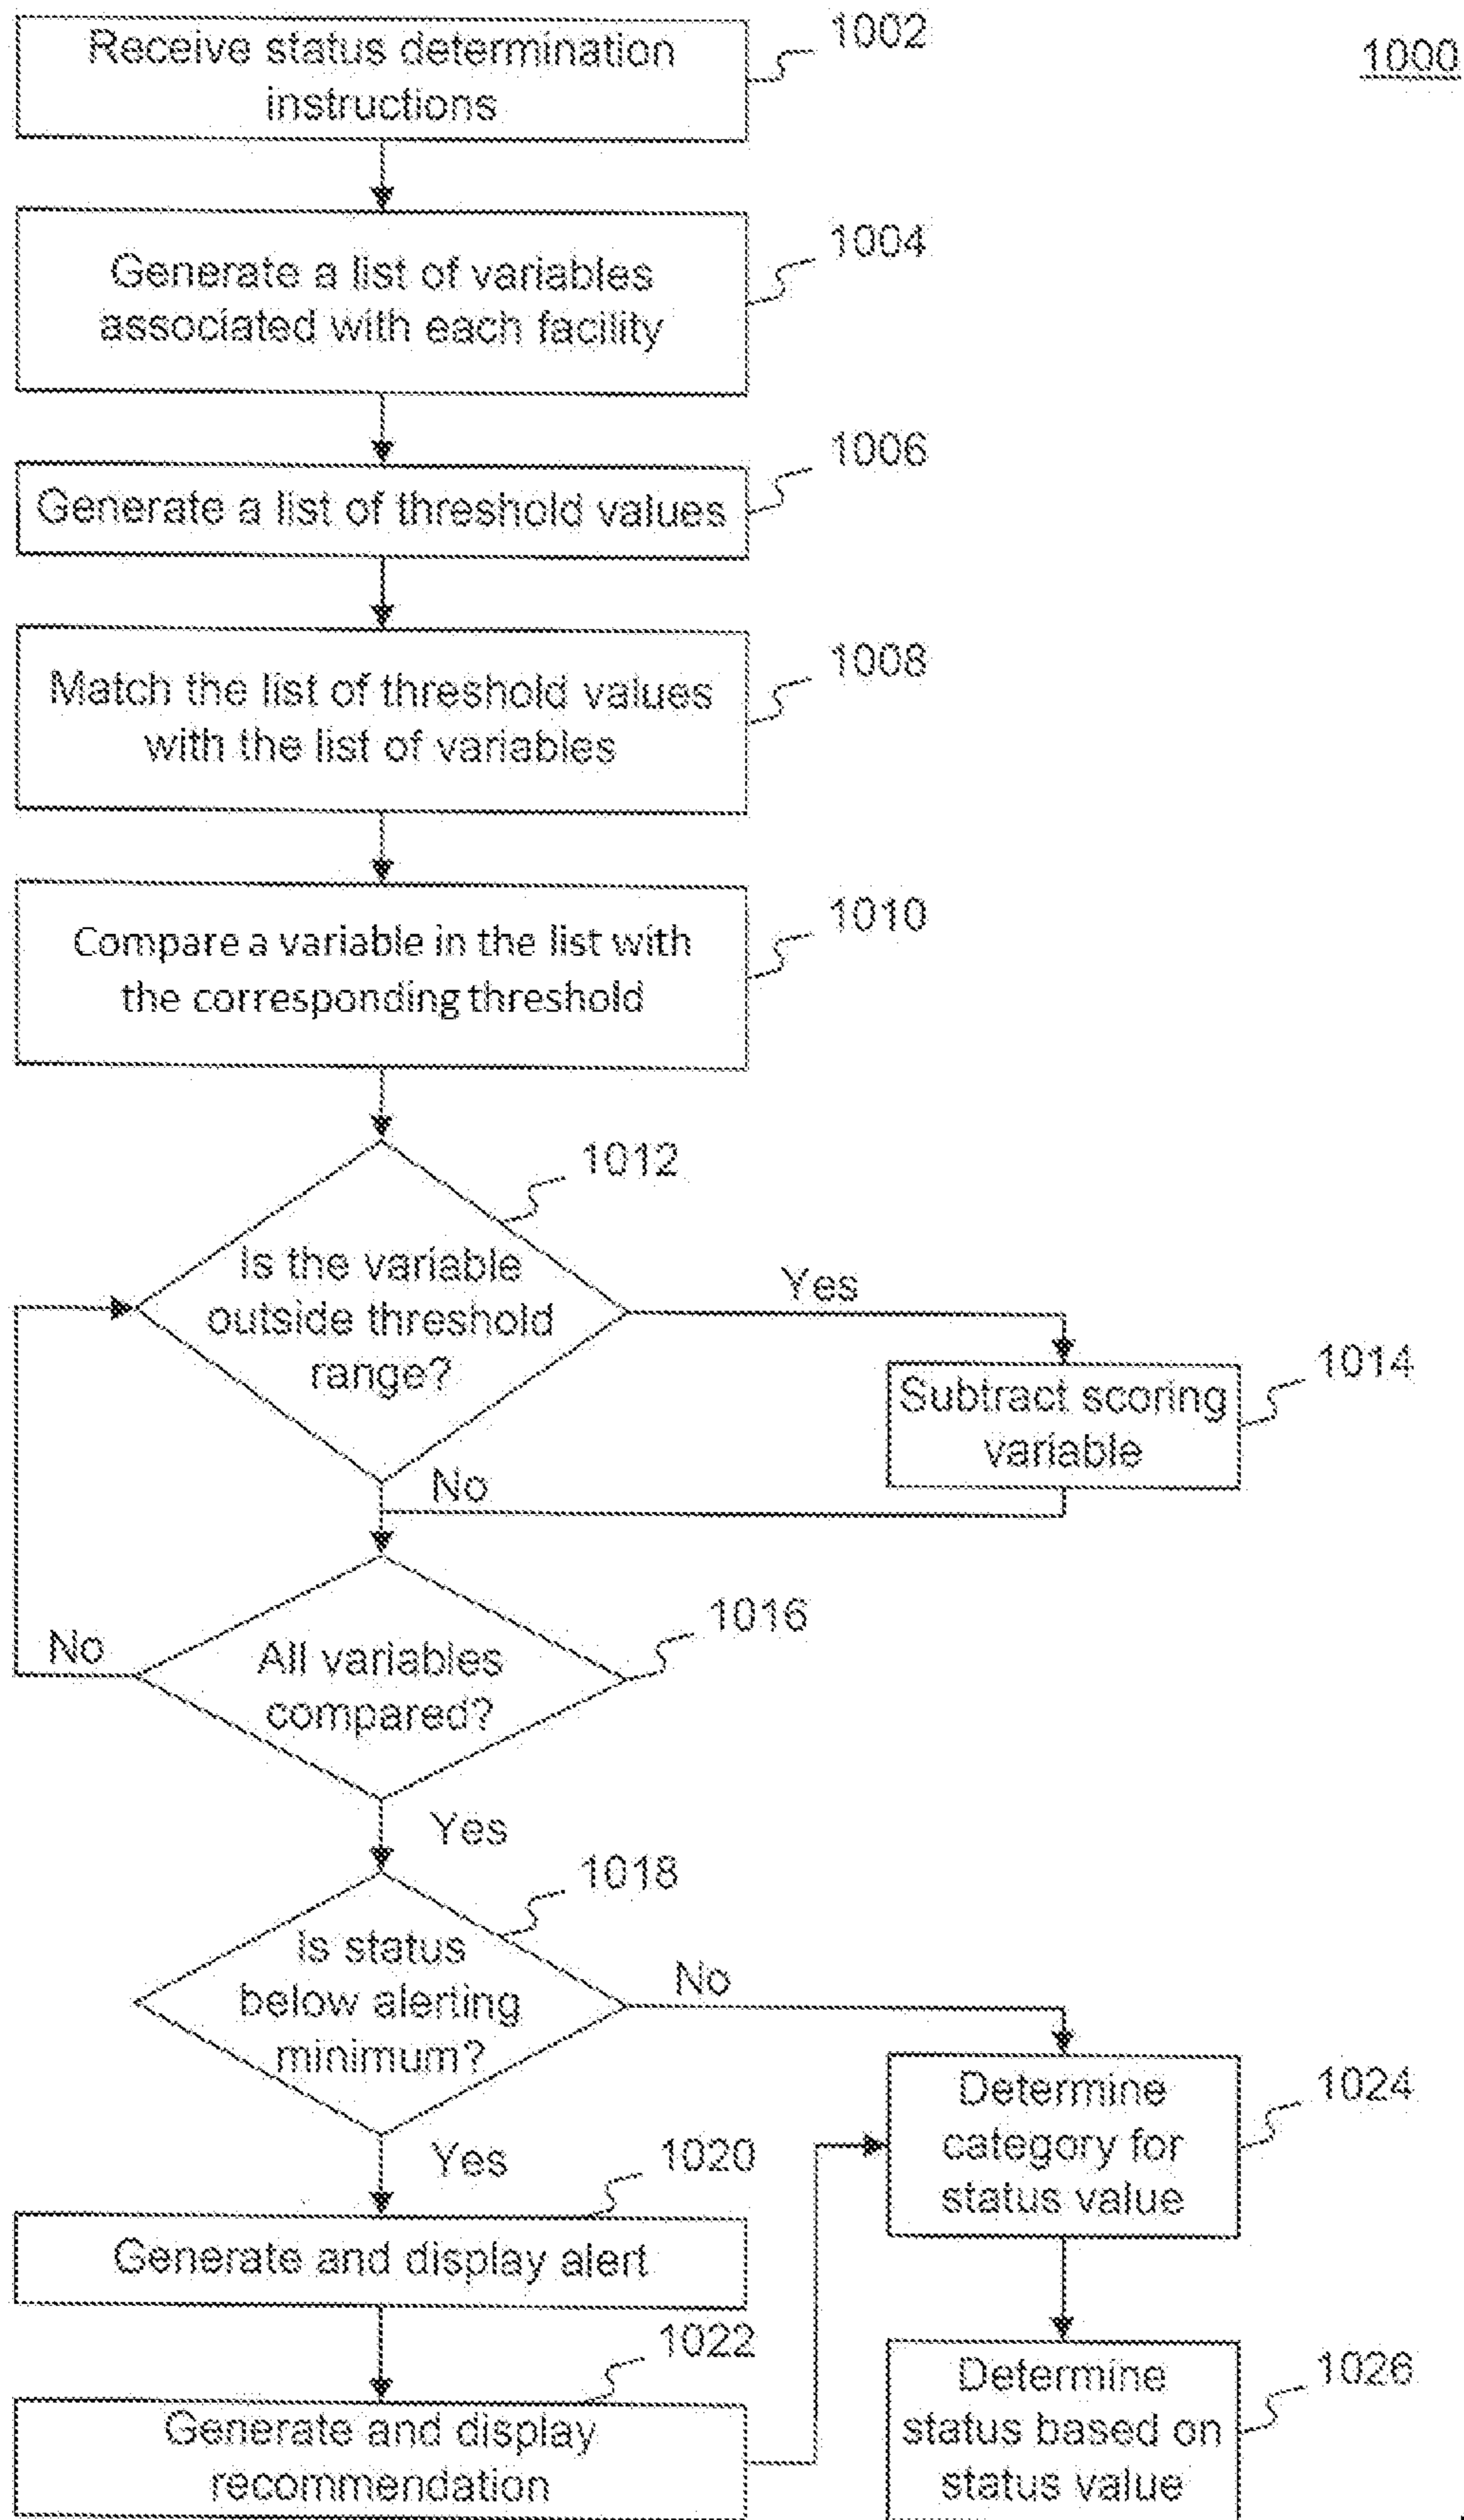 1000
Receive status determination
instructions
1002
Generate a list of variables
associated with each facility
1004
Generate a list of threshold values
1006
Match the list of threshold values
with the list of variables
1008
Compare a variable in the list with
the corresponding threshold
1010
Is the variable
outside threshold
range?
1012
Yes
Subtract scoring
variable
1014
No
All variables
compared?
1016
No
Yes
Is status
below alerting
minimum?
1018
No
Yes
Generate and display alert
1020
Generate and display
recommendation
1022
Determine
category for
status value
1024
Determine
status based on
status value
1026